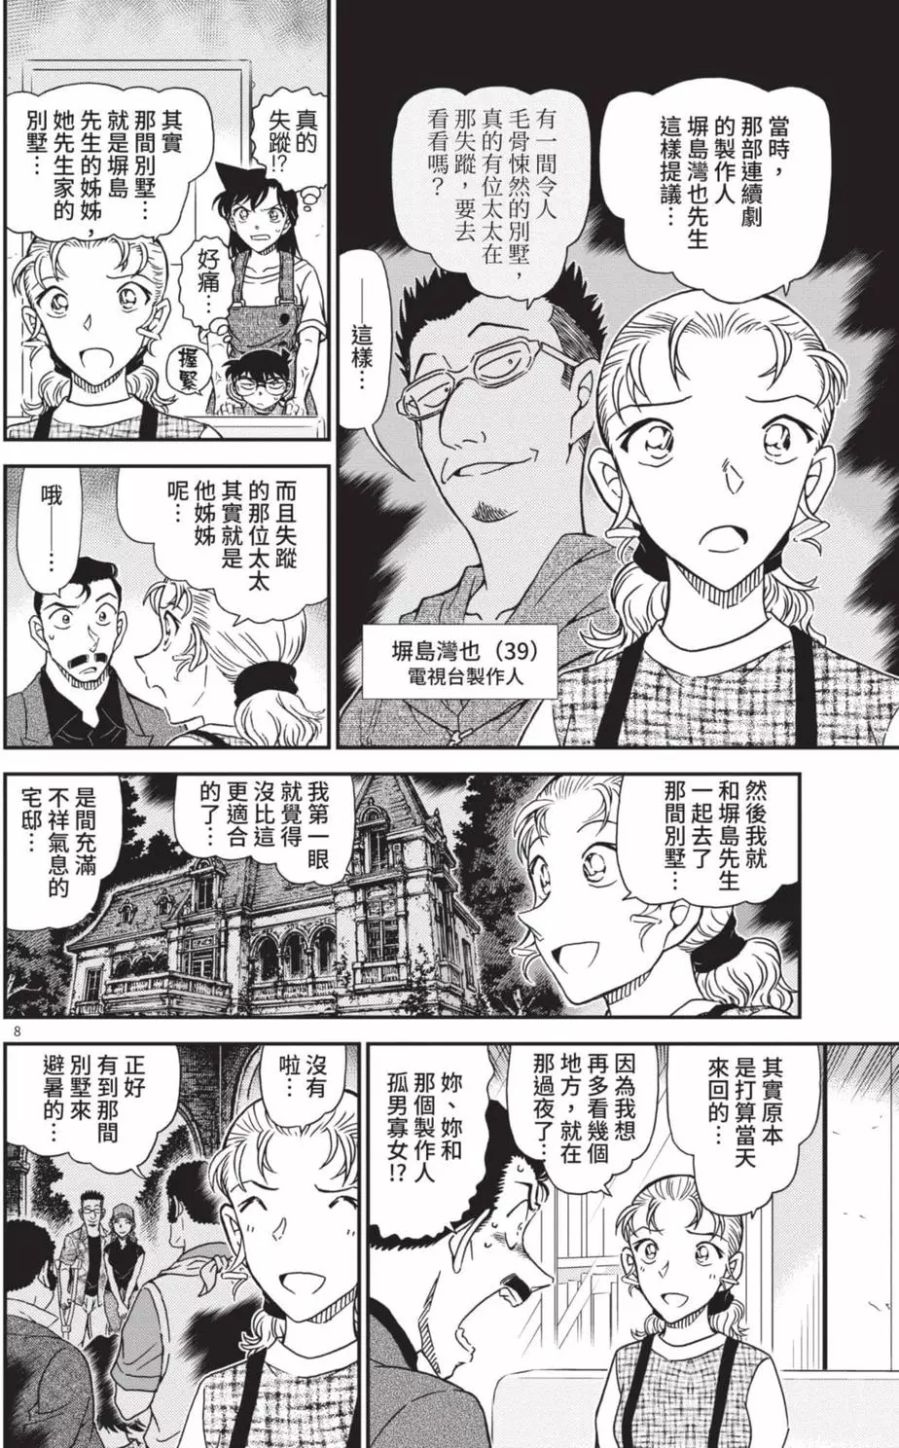 當時，
那部連續劇
的製作人
塀島灣也先生
這樣提議…
有一間令人
毛骨悚然的別墅，
真的有位太太在
那失蹤，要去
看看嗎？
──這樣…
塀島灣也（39）
電視台製作人
真的
失蹤!?
好痛…
握緊
其實
那間別墅…
就是塀島
先生的姊姊，
她先生家的
別墅…
而且失蹤
的那位太太
其實就是
他姊姊
呢…
哦──…
然後我就
和塀島先生
一起去了
那間別墅…
我第一眼
就覺得
沒比這
更適合
的了…
是間充滿
不祥氣息的
宅邸…
8
其實原本
是打算當天
來回的…
因為我想
再多看幾個
地方，就在
那過夜了…
妳、妳和
那個製作人
孤男寡女!?
沒有
啦…
正好
有到那間
別墅來
避暑的…